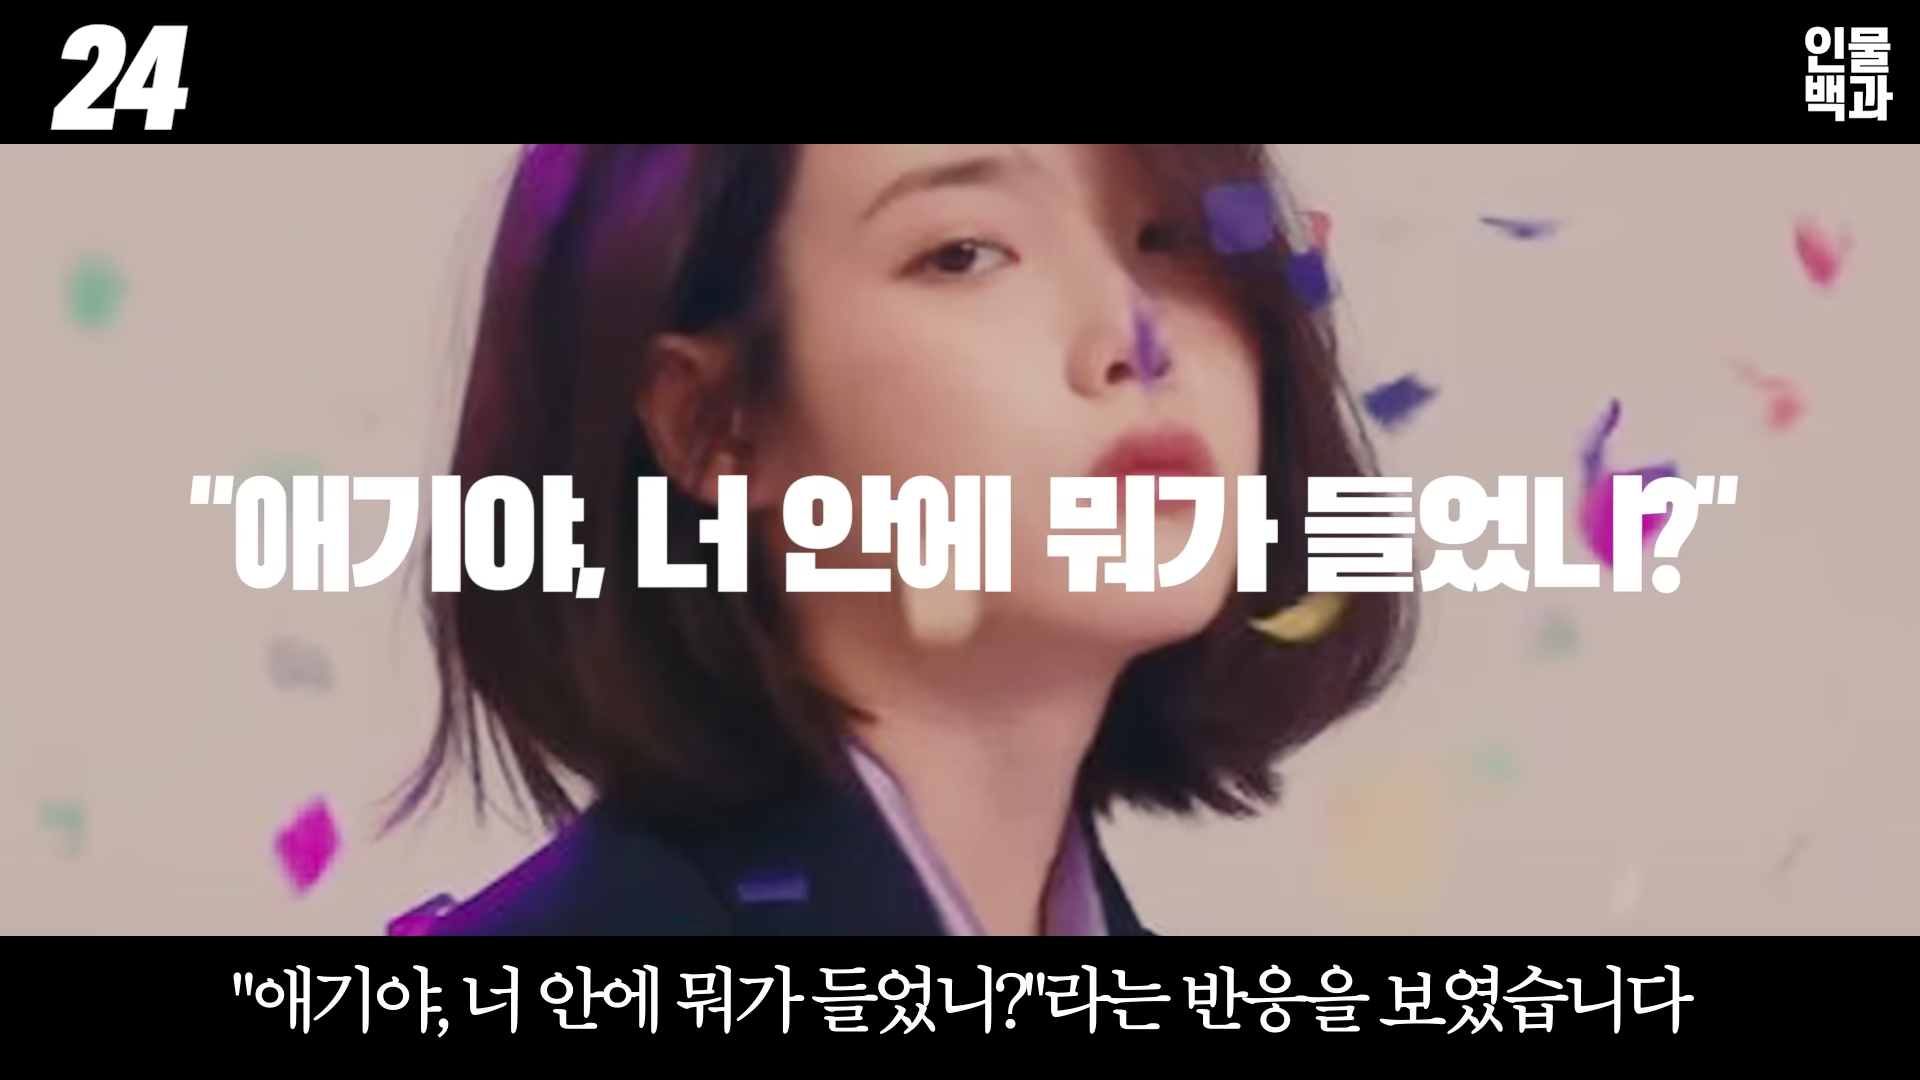 24
인물
백과
"애기야, 너 안에 뭐가 들었니?"
"애기야, 너 안에 뭐가 들었니?"라는 반응을 보였습니다